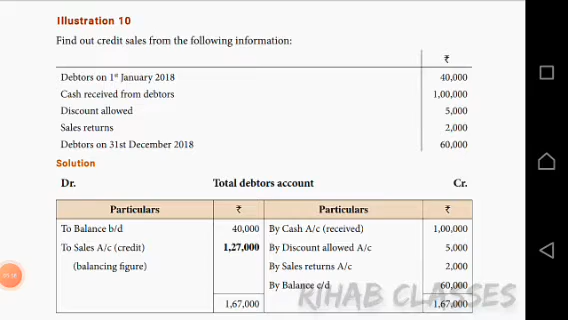 Illustration 10
Find out credit sales from the following information:
₹
Debtors on 1st January 2018 40,000
Cash received from debtors 1,00,000
Discount allowed 5,000
Sales returns 2,000
Debtors on 31st December 2018 60,000
Solution
Dr. Total debtors account Cr.
Particulars ₹ Particulars ₹
To Balance b/d 40,000 By Cash A/c (received) 1,00,000
To Sales A/c (credit) 1,27,000 By Discount allowed A/c 5,000
(balancing figure) By Sales returns A/c 2,000
By Balance c/d 60,000
1,67,000 1,67,000
RIHAB CLASSES